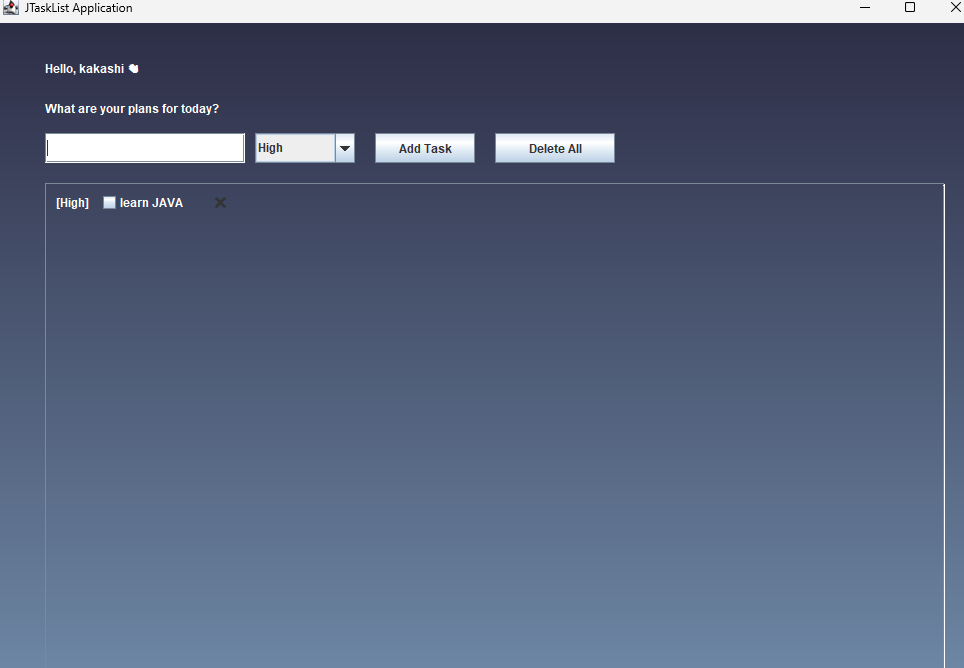 JTaskList Application
Hello, kakashi 👋
What are your plans for today?
High Add Task Delete All
[High] learn JAVA ✕